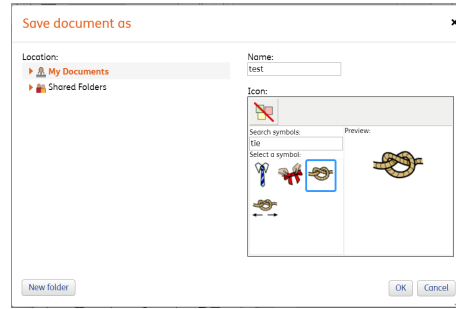 Save document as
Location:
My Documents
Shared Folders
Name:
test
Icon:
Search symbols:
tie
Select a symbol:
Preview:
New folder
OK
Cancel